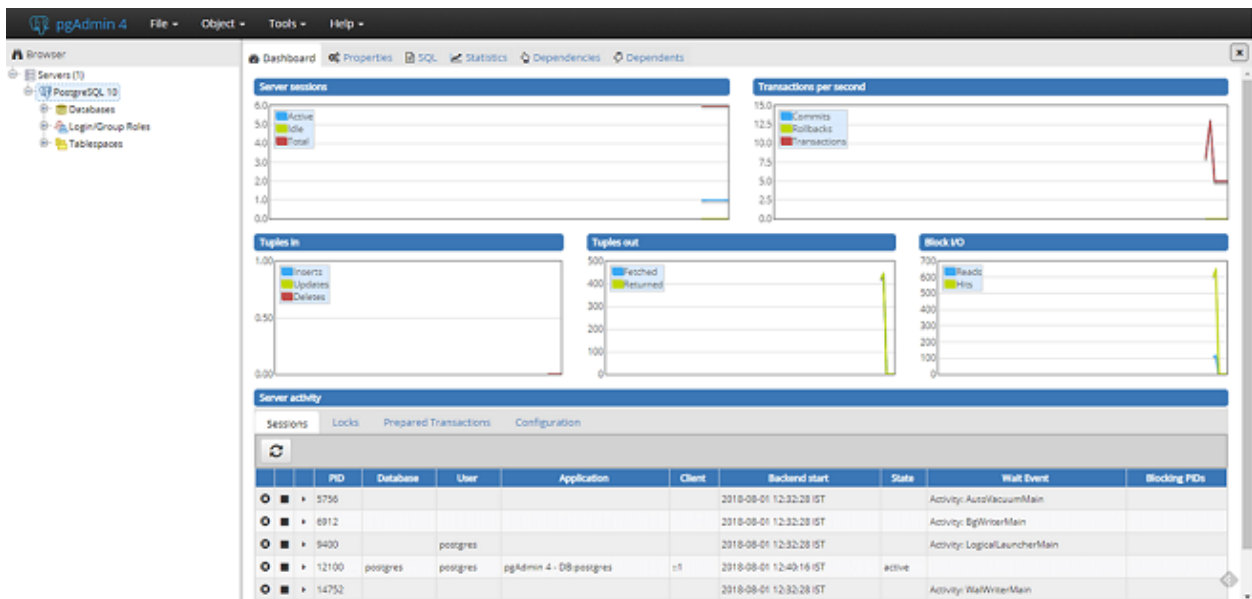 pgAdmin 4 File Object Tools Help
Browser
Dashboard Properties SQL Statistics Dependencies Dependents
Servers (1)
PostgreSQL 10
Databases
Login/Group Roles
Tablespaces
Server sessions
6.0
5.0
4.0
3.0
2.0
1.0
0.0
Active
Idle
Total
Transactions per second
15.0
12.5
10.0
7.5
5.0
2.5
0.0
Commits
Rollbacks
Transactions
Tuples in
1.00
0.50
0.00
Inserts
Updates
Deletes
Tuples out
500
400
300
200
100
0
Fetched
Returned
Block I/O
700
600
500
400
300
200
100
0
Reads
Hits
Server activity
Sessions Locks Prepared Transactions Configuration
PID Database User Application Client Backend start State Wait Event Blocking PIDs
5756 2018-08-01 12:32:28 IST Activity: AutoVacuumMain
6912 2018-08-01 12:32:28 IST Activity: BgWriterMain
9400 postgres 2018-08-01 12:32:28 IST Activity: LogicalLauncherMain
12100 postgres postgres pgAdmin 4 - DB:postgres ::1 2018-08-01 12:40:16 IST active
14752 2018-08-01 12:32:28 IST Activity: WalWriterMain